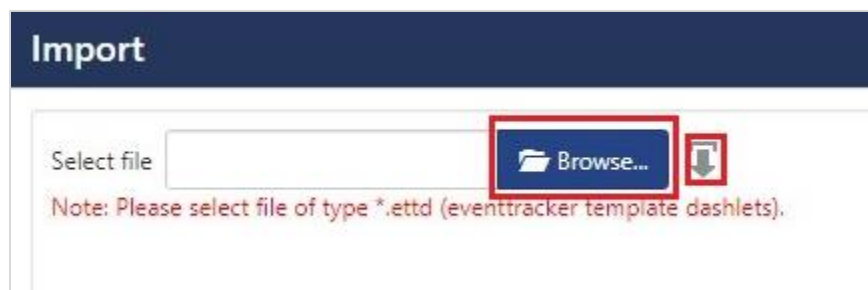 Import
Select file Browse...
Note: Please select file of type *.ettd (eventtracker template dashlets).